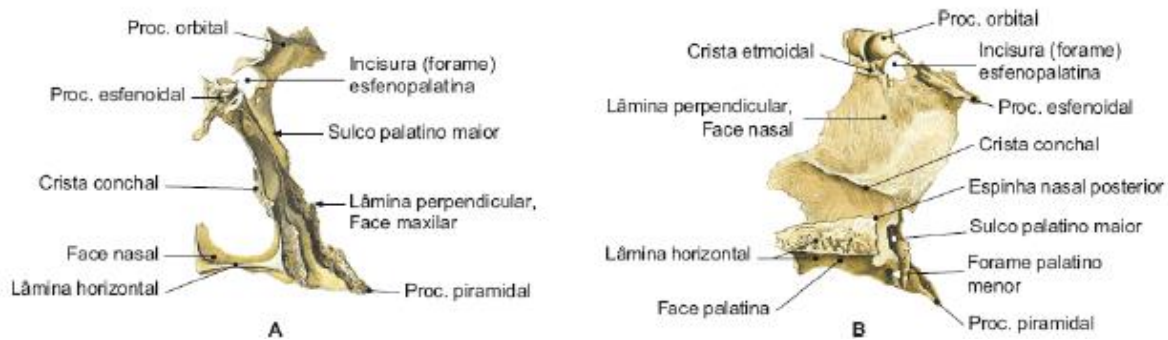 Proc. orbital
Incisura (forame)
esfenopalatina
Proc. esfenoidal
Sulco palatino maior
Crista conchal
Lâmina perpendicular,
Face maxilar
Face nasal
Lâmina horizontal
Proc. piramidal
A
Proc. orbital
Crista etmoidal
Incisura (forame)
esfenopalatina
Proc. esfenoidal
Lâmina perpendicular,
Face nasal
Crista conchal
Espinha nasal posterior
Sulco palatino maior
Lâmina horizontal
Forame palatino
menor
Face palatina
Proc. piramidal
B